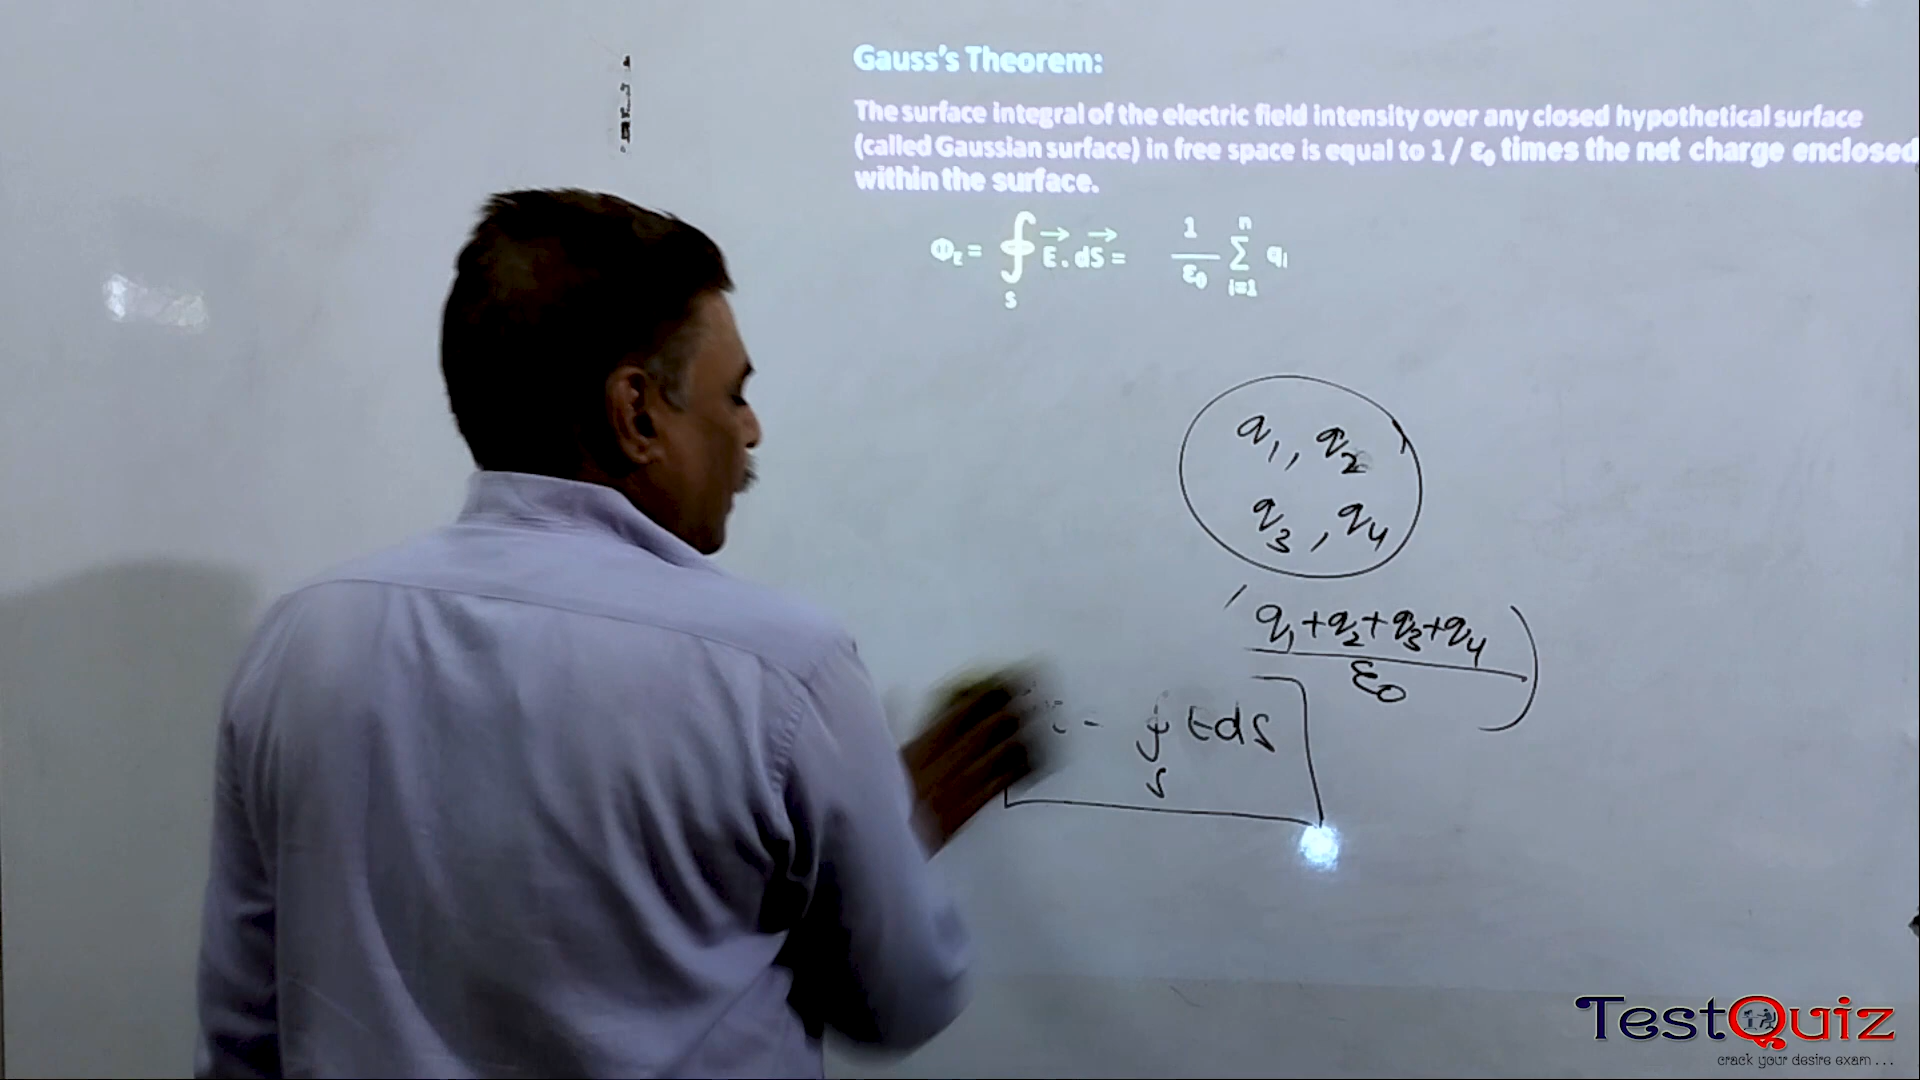 Gauss's Theorem:
The surface integral of the electric field intensity over any closed hypothetical surface
(called Gaussian surface) in free space is equal to 1 / ε₀ times the net charge enclosed
within the surface.
Φ_E = ∮_S E⃗ . dS⃗ = 1/ε₀ ∑_{i=1}^{n} q_i
q₁, q₂
q₃, q₄
(q₁+q₂+q₃+q₄)
ε₀
∮ E dS
S
TestQuiz
crack your desire exam ...